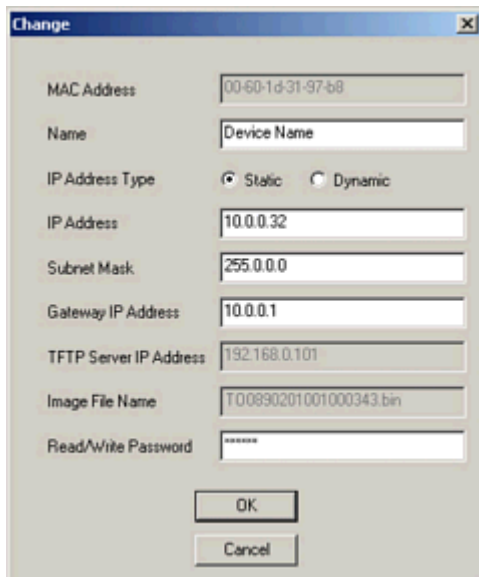 Change
MAC Address 00-60-1d-31-97-b8
Name Device Name
IP Address Type Static Dynamic
IP Address 10.0.0.32
Subnet Mask 255.0.0.0
Gateway IP Address 10.0.0.1
TFTP Server IP Address 192.168.0.101
Image File Name TO0890201001000343.bin
Read/Write Password ******
OK
Cancel